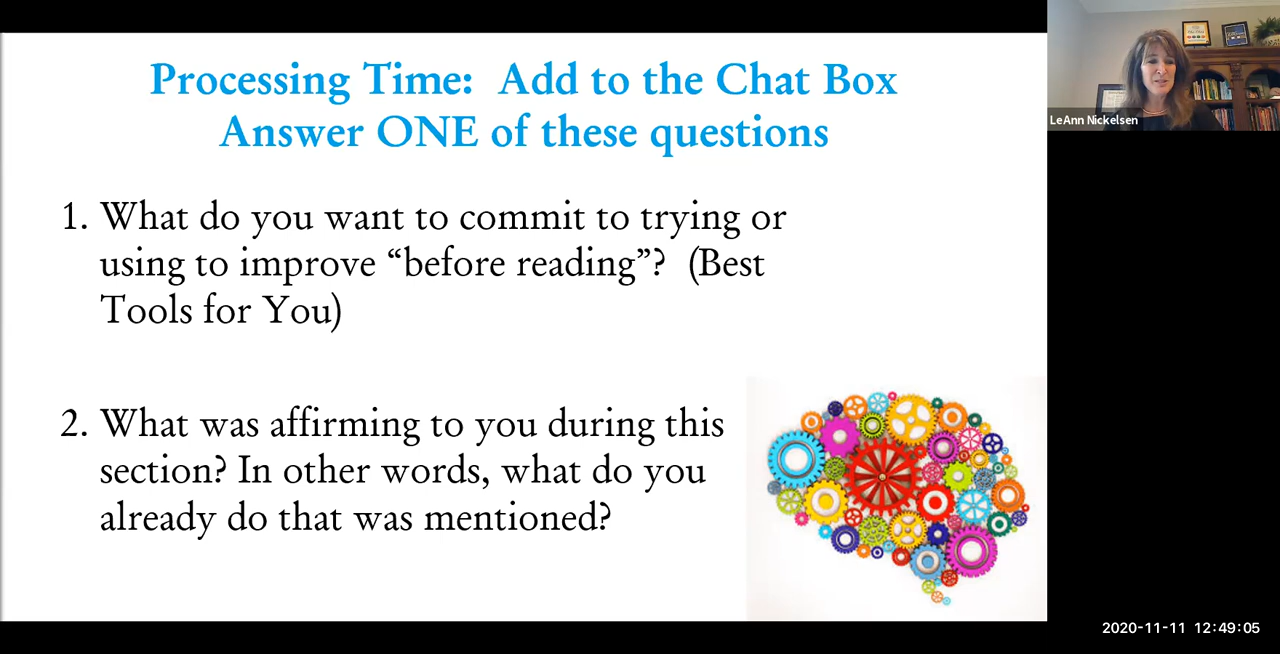 Processing Time:  Add to the Chat Box
Answer ONE of these questions
1. What do you want to commit to trying or
using to improve “before reading”?  (Best
Tools for You)
2. What was affirming to you during this
section? In other words, what do you
already do that was mentioned?
LeAnn Nickelsen
2020-11-11 12:49:05